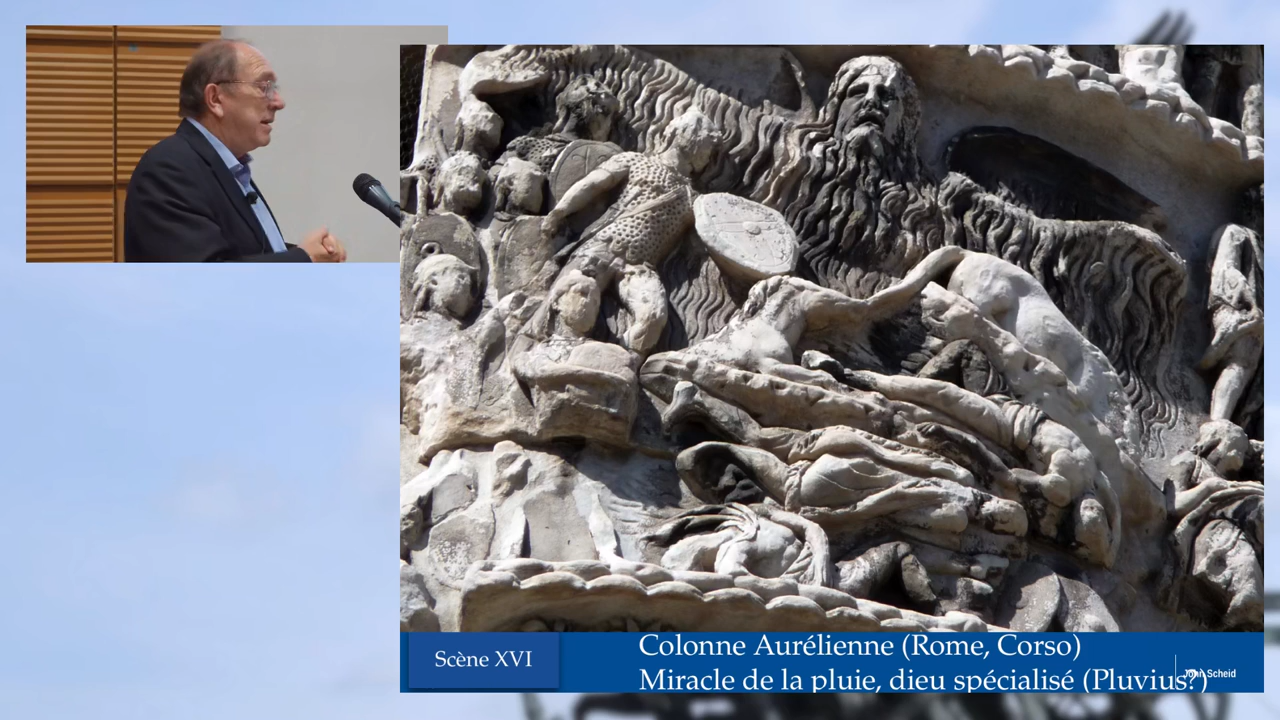 Scène XVI
Colonne Aurélienne (Rome, Corso)
Miracle de la pluie, dieu spécialisé (Pluvius?)
John Scheid